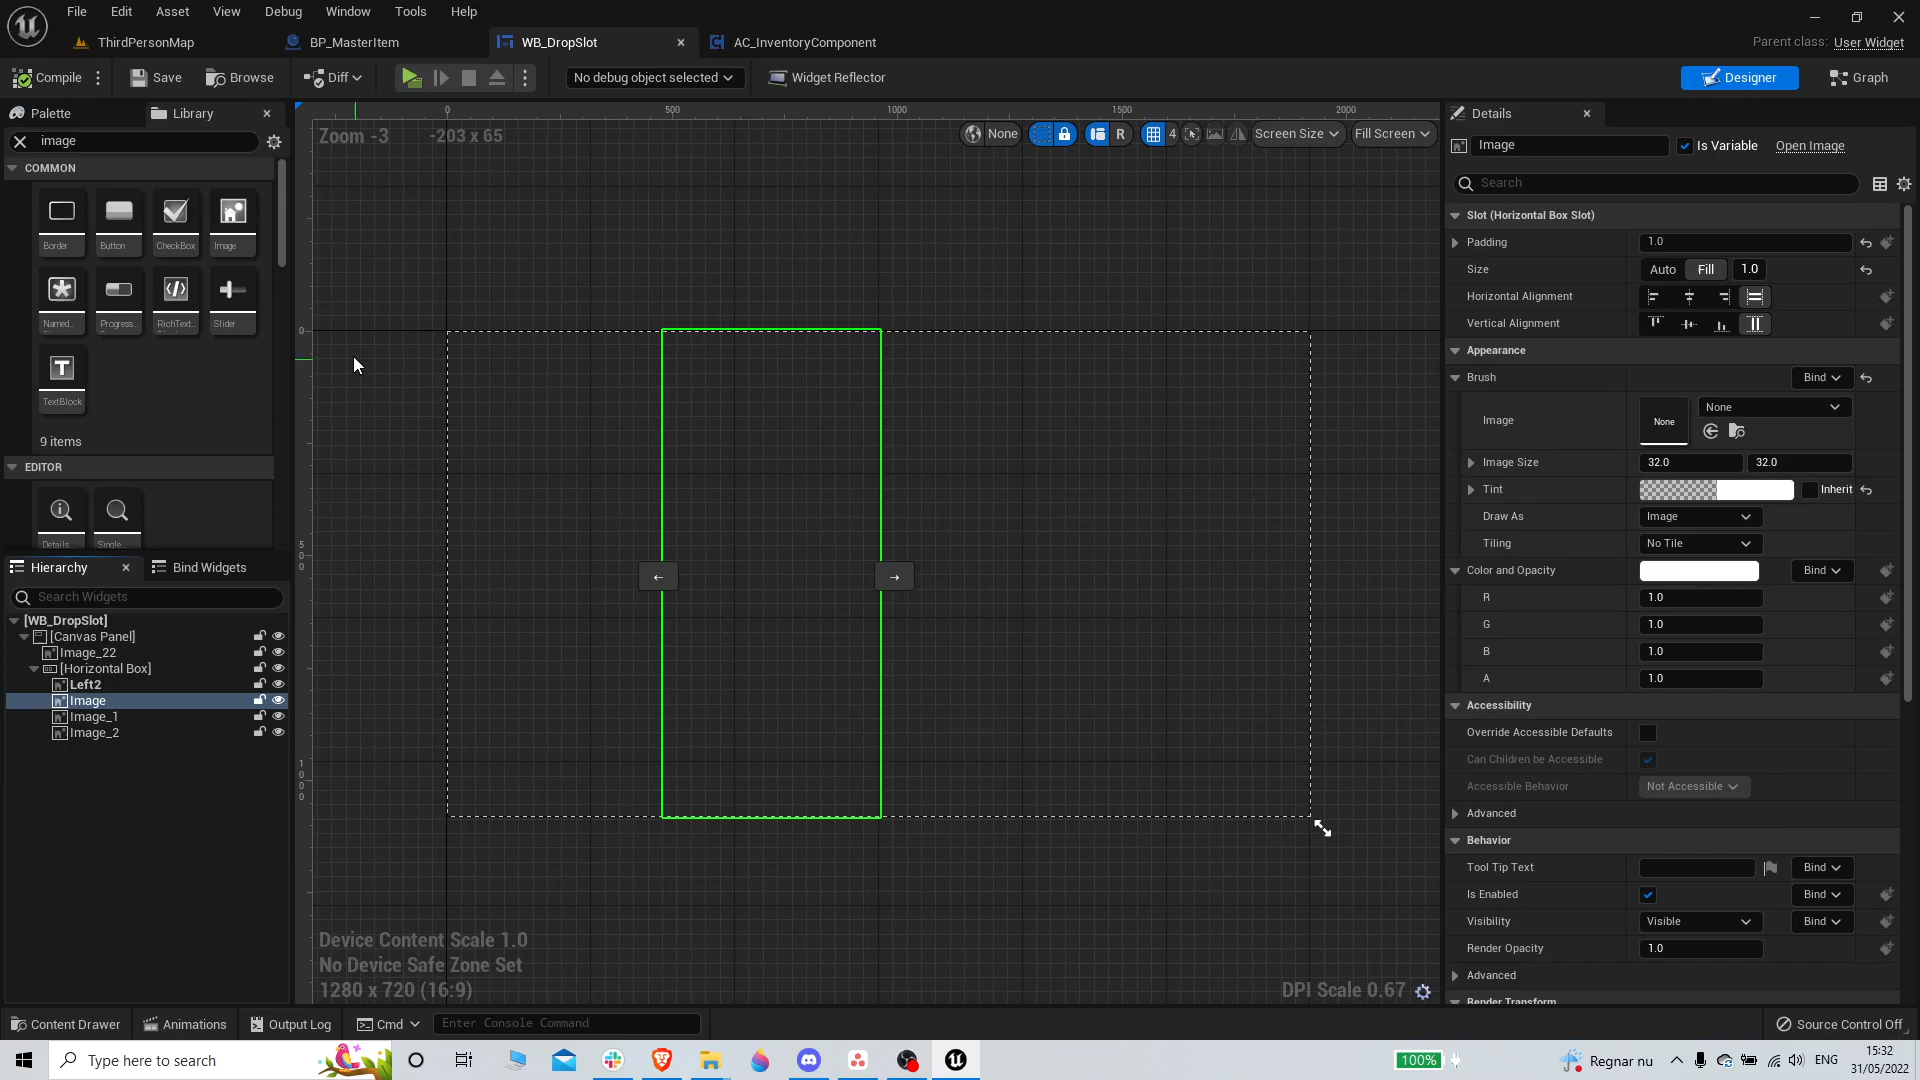 File Edit Asset View Debug Window Tools Help
ThirdPersonMap BP_MasterItem WB_DropSlot AC_InventoryComponent
Parent class: User Widget
Compile Save Browse Diff No debug object selected Widget Reflector Designer Graph
Palette Library
image
COMMON
Border Button CheckBox Image
Named... Progress... RichText... Slider
TextBlock
9 items
EDITOR
Details... Single...
Hierarchy Bind Widgets
Search Widgets
[WB_DropSlot]
[Canvas Panel]
Image_22
[Horizontal Box]
Left2
Image
Image_1
Image_2
0 500 1000 1500 2000
Zoom -3 -203 x 65
None R 4 Screen Size Fill Screen
0
5
0
0
1
0
0
0
Device Content Scale 1.0
No Device Safe Zone Set
1280 x 720 (16:9)
DPI Scale 0.67
Details
Image Is Variable Open Image
Search
Slot (Horizontal Box Slot)
Padding 1.0
Size Auto Fill 1.0
Horizontal Alignment
Vertical Alignment
Appearance
Brush Bind
Image None None
Image Size 32.0 32.0
Tint Inherit
Draw As Image
Tiling No Tile
Color and Opacity Bind
R 1.0
G 1.0
B 1.0
A 1.0
Accessibility
Override Accessible Defaults
Can Children be Accessible
Accessible Behavior Not Accessible
Advanced
Behavior
Tool Tip Text Bind
Is Enabled Bind
Visibility Visible Bind
Render Opacity 1.0
Advanced
Render Transform
Content Drawer Animations Output Log Cmd Enter Console Command Source Control Off
Type here to search
100% Regnar nu ENG 15:32
31/05/2022